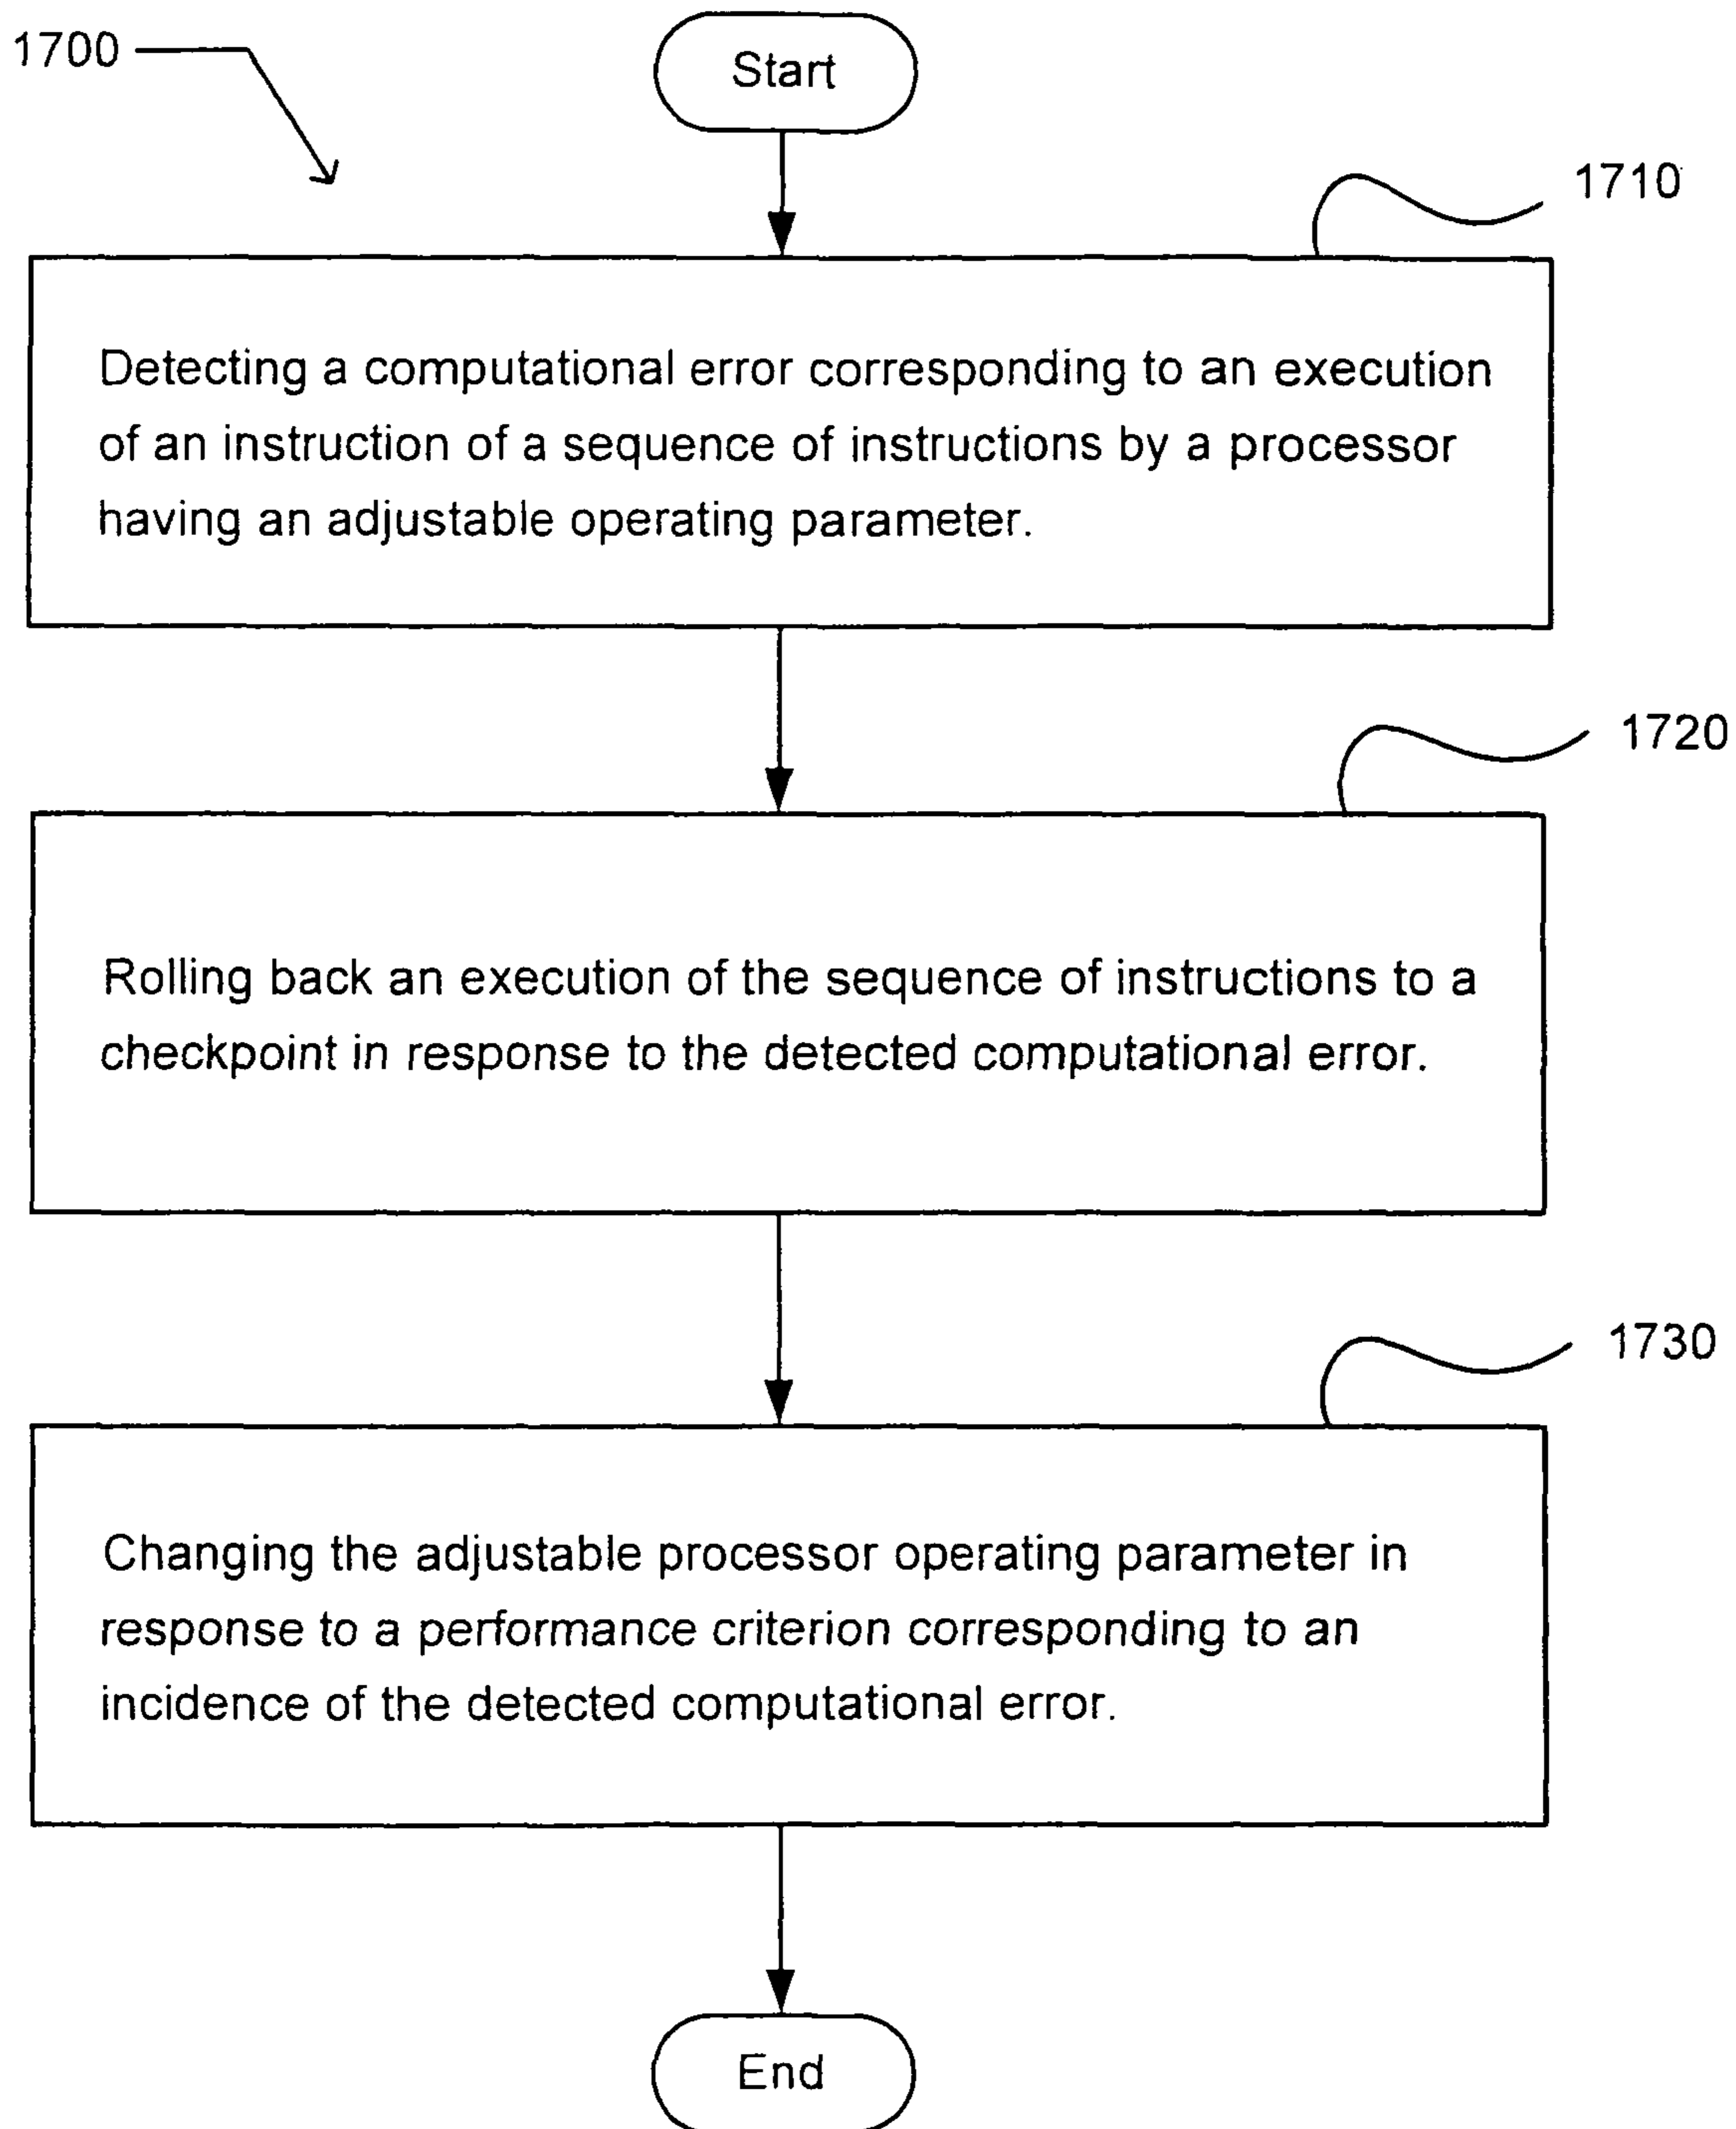 1700
Start
1710
Detecting a computational error corresponding to an execution
of an instruction of a sequence of instructions by a processor
having an adjustable operating parameter.
1720
Rolling back an execution of the sequence of instructions to a
checkpoint in response to the detected computational error.
1730
Changing the adjustable processor operating parameter in
response to a performance criterion corresponding to an
incidence of the detected computational error.
End